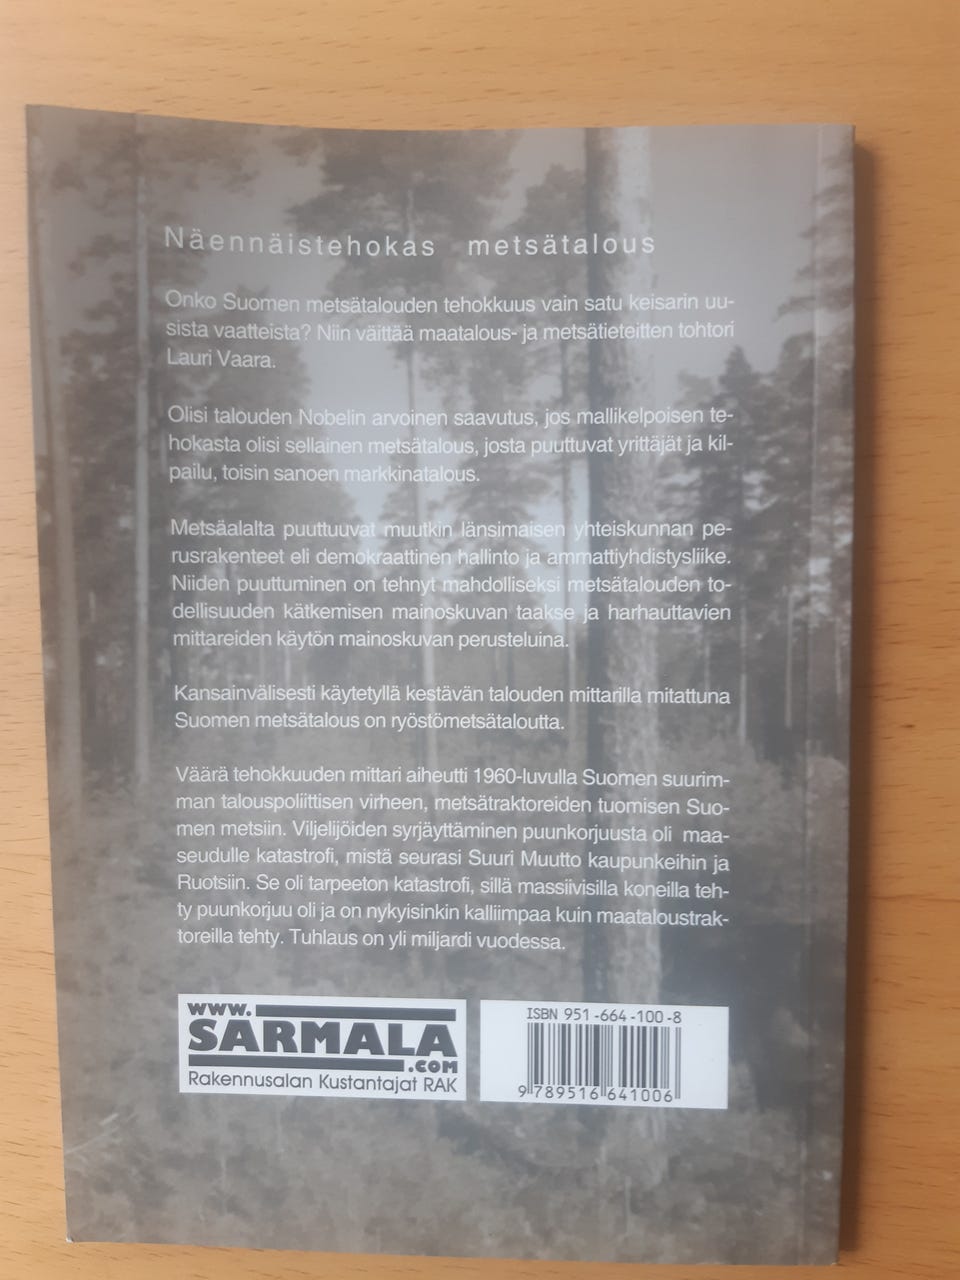 Näennäistehokas metsätalous
Onko Suomen metsätalouden tehokkuus vain satu keisarin uu-
sista vaatteista? Niin väittää maatalous- ja metsätieteitten tohtori
Lauri Vaara.
Olisi talouden Nobelin arvoinen saavutus, jos mallikelpoisen te-
hokasta olisi sellainen metsätalous, josta puuttuvat yrittäjät ja kil-
pailu, toisin sanoen markkinatalous.
Metsäalalta puuttuuvat muutkin länsimaisen yhteiskunnan pe-
rusrakenteet eli demokraattinen hallinto ja ammattiyhdistysliike.
Niiden puuttuminen on tehnyt mahdolliseksi metsätalouden to-
dellisuuden kätkemisen mainoskuvan taakse ja harhauttavien
mittareiden käytön mainoskuvan perusteluina.
Kansainvälisesti käytetyllä kestävän talouden mittarilla mitattuna
Suomen metsätalous on ryöstömetsätaloutta.
Väärä tehokkuuden mittari aiheutti 1960-luvulla Suomen suurim-
man talouspoliittisen virheen, metsätraktoreiden tuomisen Suo-
men metsiin. Viljelijöiden syrjäyttäminen puunkorjuusta oli maa-
seudulle katastrofi, mistä seurasi Suuri Muutto kaupunkeihin ja
Ruotsiin. Se oli tarpeeton katastrofi, sillä massiivisilla koneilla teh-
ty puunkorjuu oli ja on nykyisinkin kalliimpaa kuin maataloustrak-
toreilla tehty. Tuhlaus on yli miljardi vuodessa.
WWW.
SARMALA
.COM
Rakennusalan Kustantajat RAK
ISBN 951-664-100-8
9 789516 641006